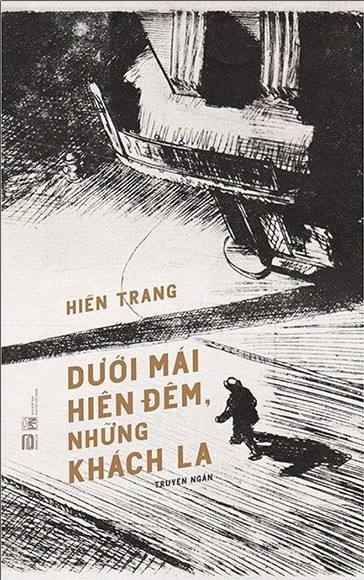 HIỀN TRANG
DƯỚI MÁI
HIÊN ĐÊM,
NHỮNG
KHÁCH LẠ
TRUYỆN NGẮN